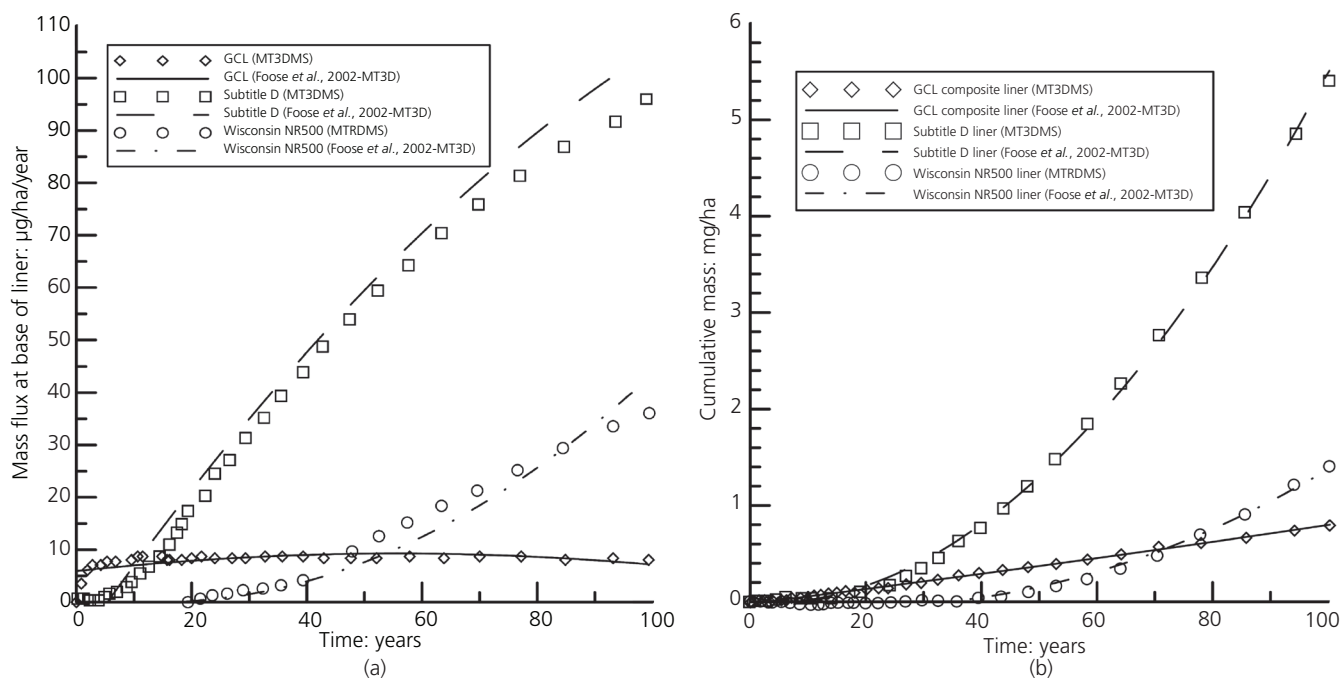 110
100
90
80
70
60
50
40
30
20
10
0
Mass flux at base of liner: µg/ha/year
GCL (MT3DMS)
GCL (Foose et al., 2002-MT3D)
Subtitle D (MT3DMS)
Subtitle D (Foose et al., 2002-MT3D)
Wisconsin NR500 (MTRDMS)
Wisconsin NR500 (Foose et al., 2002-MT3D)
0
20
40
60
80
100
Time: years
(a)
6
5
4
3
2
1
0
Cumulative mass: mg/ha
GCL composite liner (MT3DMS)
GCL composite liner (Foose et al., 2002-MT3D)
Subtitle D liner (MT3DMS)
Subtitle D liner (Foose et al., 2002-MT3D)
Wisconsin NR500 liner (MTRDMS)
Wisconsin NR500 liner (Foose et al., 2002-MT3D)
0
20
40
60
80
100
Time: years
(b)